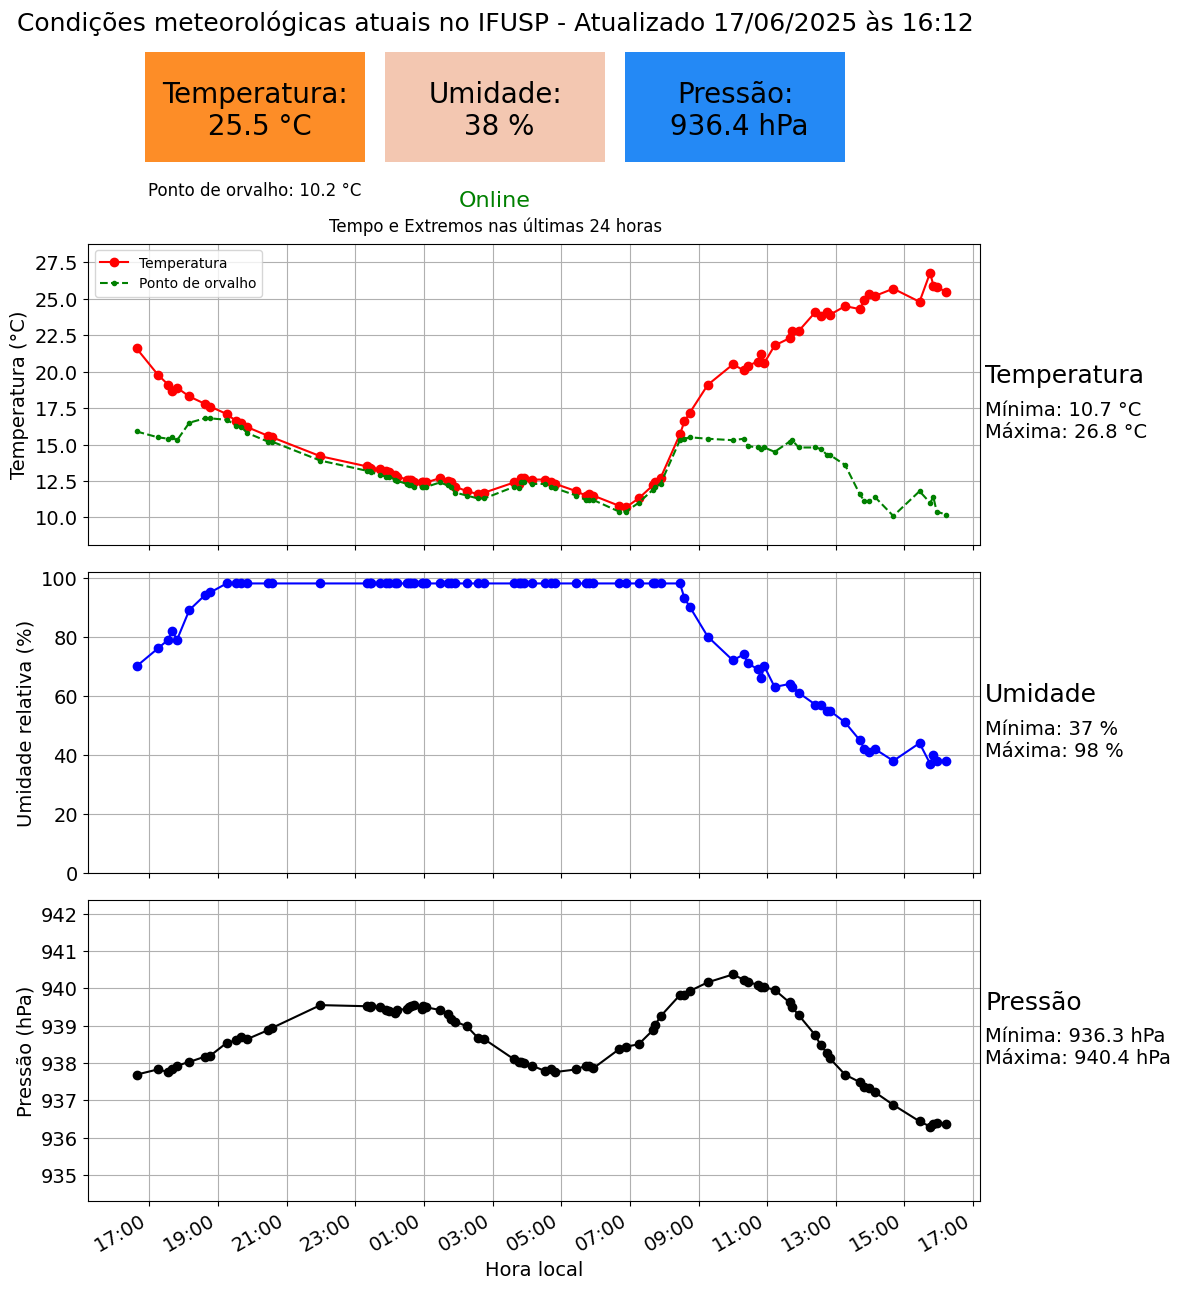 Condições meteorológicas atuais no IFUSP - Atualizado 17/06/2025 às 16:12
Temperatura:
25.5 °C
Umidade:
38 %
Pressão:
936.4 hPa
Ponto de orvalho: 10.2 °C
Online
Tempo e Extremos nas últimas 24 horas
Temperatura
Ponto de orvalho
Temperatura (°C)
27.5
25.0
22.5
20.0
17.5
15.0
12.5
10.0
Temperatura
Mínima: 10.7 °C
Máxima: 26.8 °C
Umidade relativa (%)
100
80
60
40
20
0
Umidade
Mínima: 37 %
Máxima: 98 %
Pressão (hPa)
942
941
940
939
938
937
936
935
Pressão
Mínima: 936.3 hPa
Máxima: 940.4 hPa
17:00 19:00 21:00 23:00 01:00 03:00 05:00 07:00 09:00 11:00 13:00 15:00 17:00
Hora local